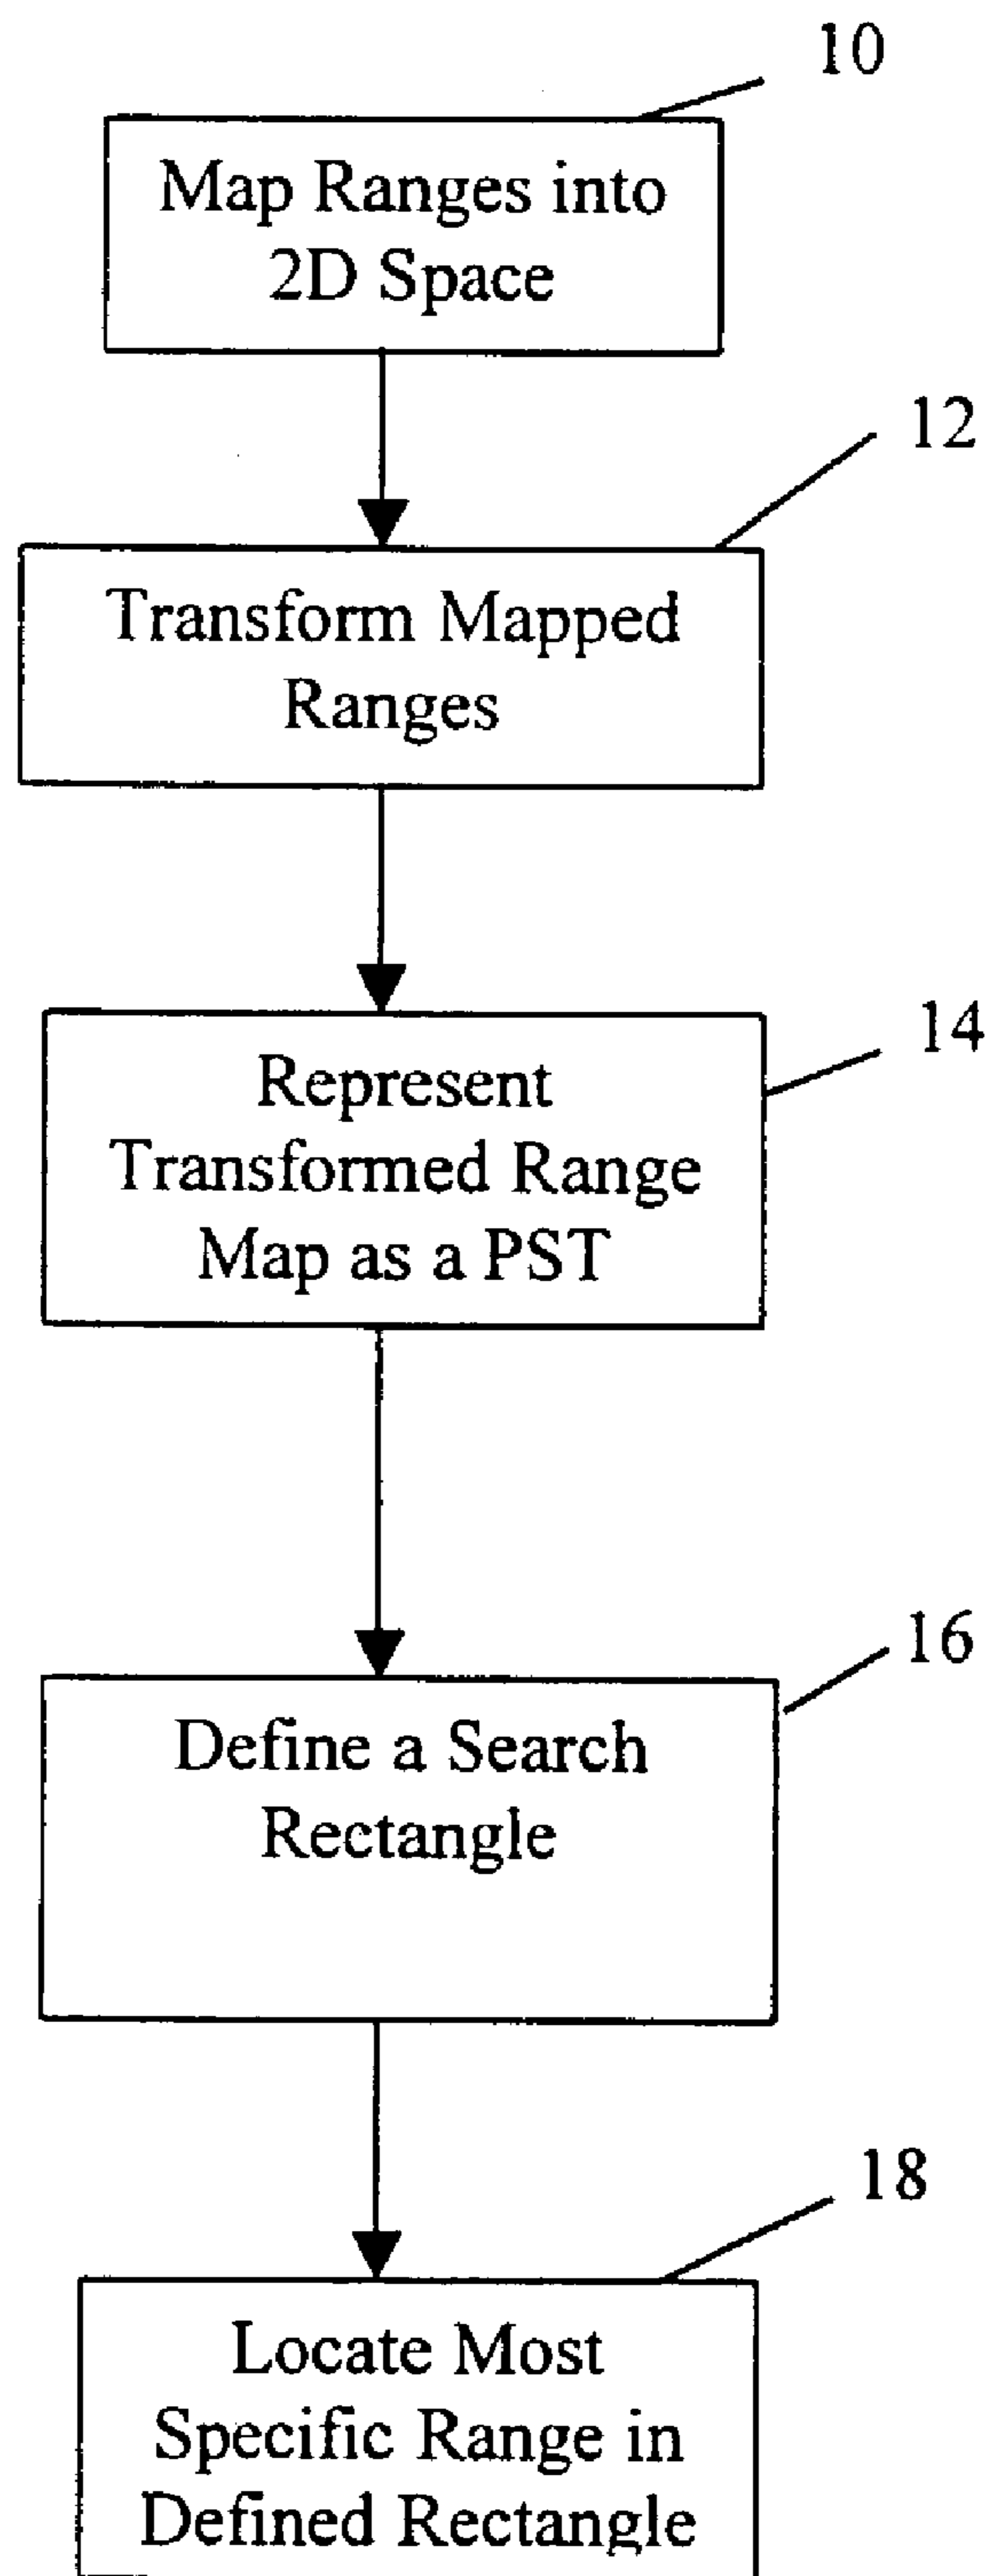 10
Map Ranges into
2D Space
12
Transform Mapped
Ranges
14
Represent
Transformed Range
Map as a PST
16
Define a Search
Rectangle
18
Locate Most
Specific Range in
Defined Rectangle